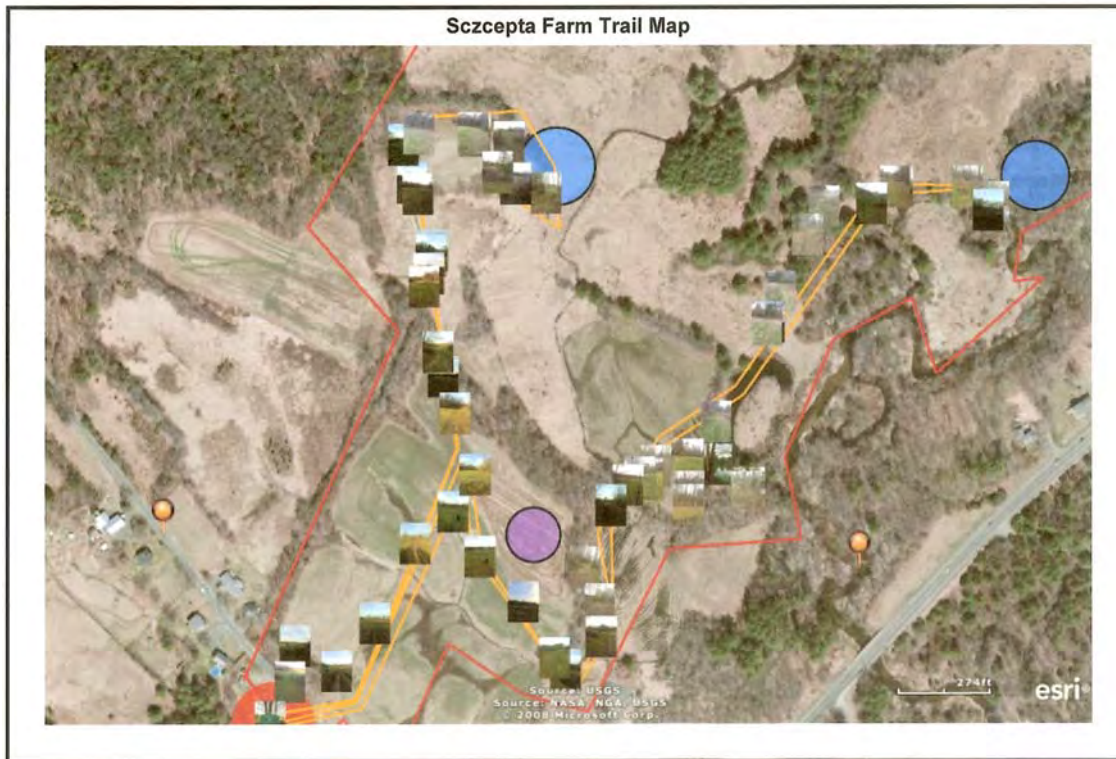 Sczcepta Farm Trail Map
274ft
esri
Source: USGS
Source: NASA, NGA, USGS
© 2008 Microsoft Corp.